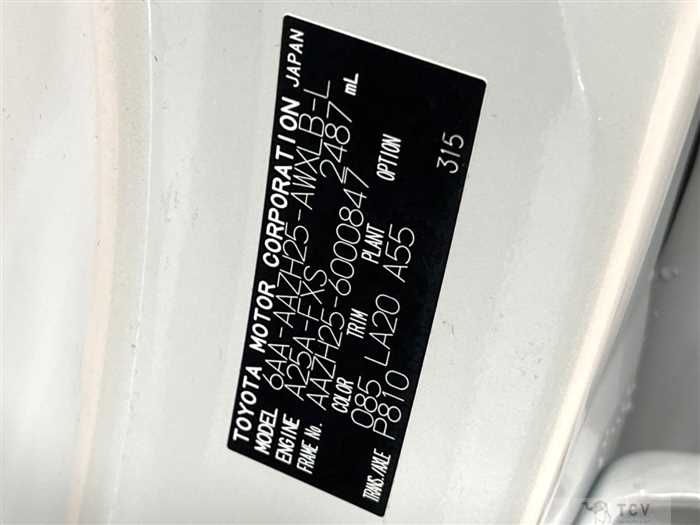 TOYOTA MOTOR CORPORATION JAPAN
MODEL 6AA-AAZH25-AWXLB-L
ENGINE A25A-FXS 2487 mL
FRAME No. AAZH25-6000847
COLOR TRIM PLANT OPTION
085 LA20 A55 315
TRANS./AXLE P810
TCV